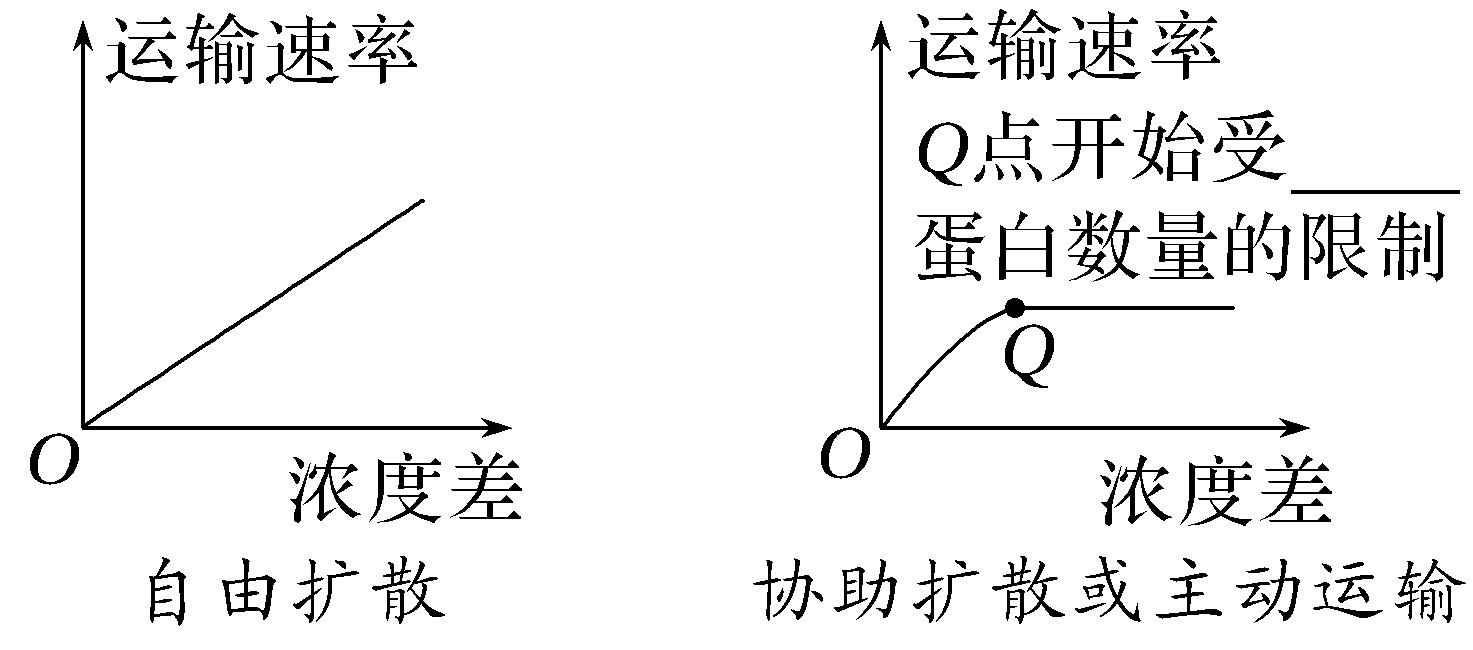 运输速率
O
浓度差
自由扩散
运输速率
Q点开始受______
蛋白数量的限制
Q
O
浓度差
协助扩散或主动运输